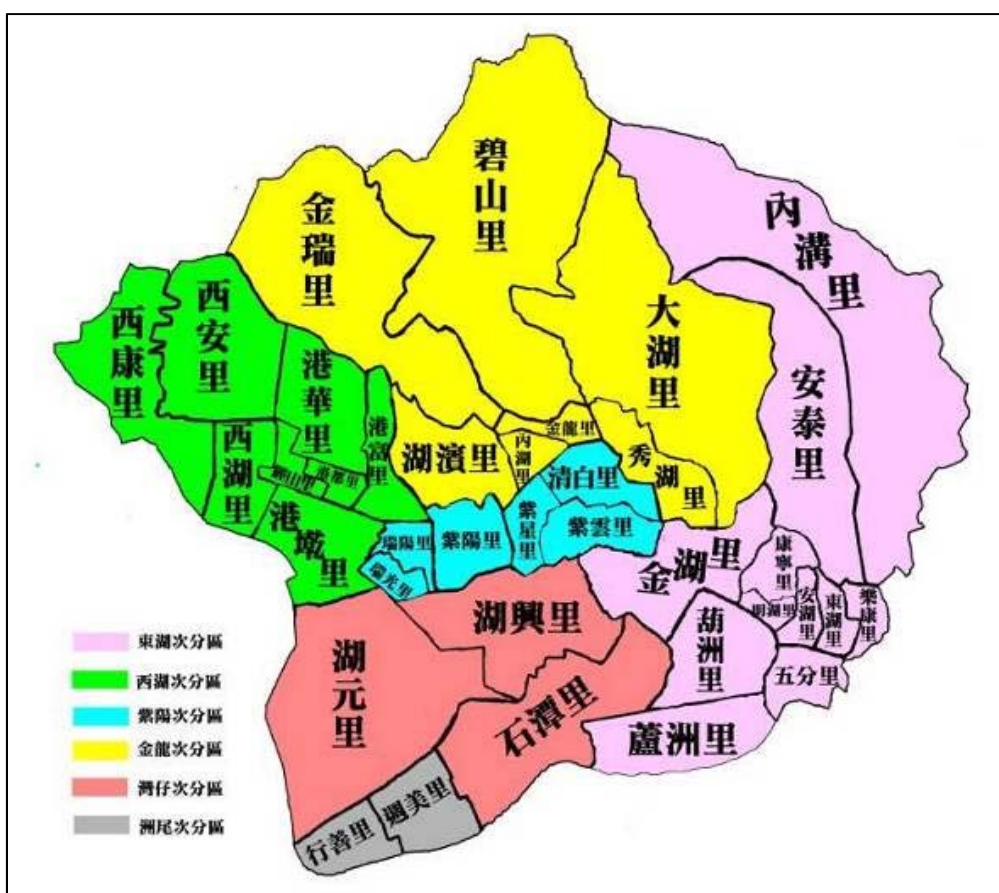 碧山里
金瑞里
內溝里
大湖里
西安里
西康里
港華里
安泰里
港富里
金龍里
湖濱里
內湖里
秀湖里
西湖里
清白里
港都里
港墘里
紫星里
紫雲里
瑞陽里
紫陽里
金湖里
康寧里
瑞光里
明湖里
安湖里
東湖里
樂康里
湖興里
葫洲里
五分里
湖元里
石潭里
蘆洲里
週美里
行善里
東湖次分區
西湖次分區
紫陽次分區
金龍次分區
灣仔次分區
洲尾次分區